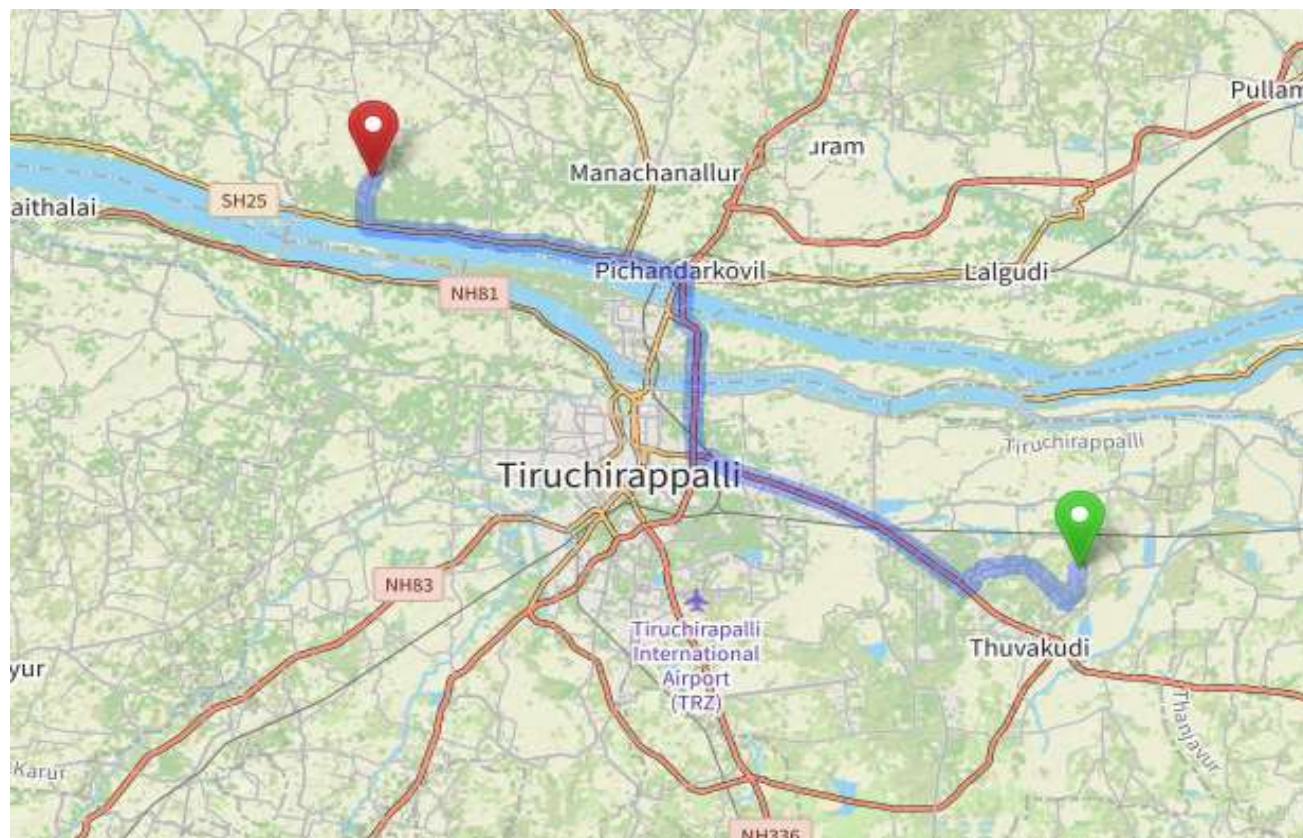 Pullam
uram
Manachanallur
SH25
aithalai
Pichandarkovil
Lalgudi
NH81
Tiruchirappalli
Tiruchirappalli
NH83
Tiruchirapalli
International
Airport
(TRZ)
Thuvakudi
yur
Thanjavur
Karur
NH336